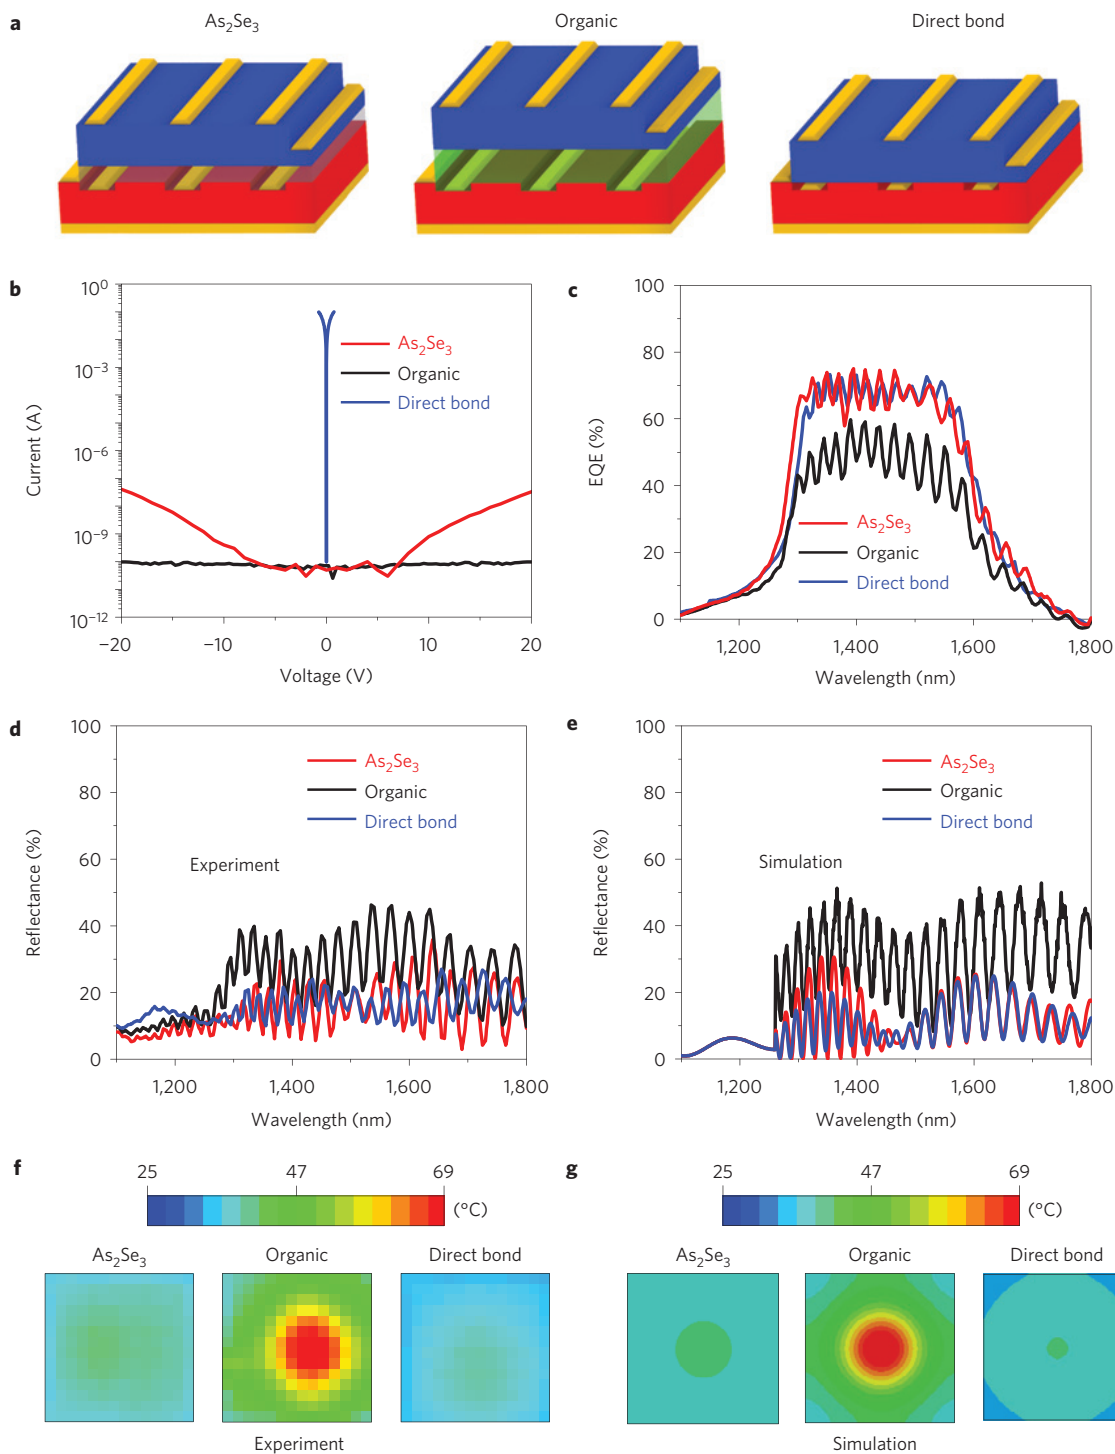 a
As2Se3 Organic Direct bond
b
10^0
10^−3
10^−6
10^−9
10^−12
Current (A)
As2Se3
Organic
Direct bond
−20 −10 0 10 20
Voltage (V)
c
100
80
60
40
20
0
EQE (%)
As2Se3
Organic
Direct bond
1,200 1,400 1,600 1,800
Wavelength (nm)
d
100
80
60
40
20
0
Reflectance (%)
As2Se3
Organic
Direct bond
Experiment
1,200 1,400 1,600 1,800
Wavelength (nm)
e
100
80
60
40
20
0
Reflectance (%)
As2Se3
Organic
Direct bond
Simulation
1,200 1,400 1,600 1,800
Wavelength (nm)
f
25 47 69
(°C)
As2Se3 Organic Direct bond
Experiment
g
25 47 69
(°C)
As2Se3 Organic Direct bond
Simulation